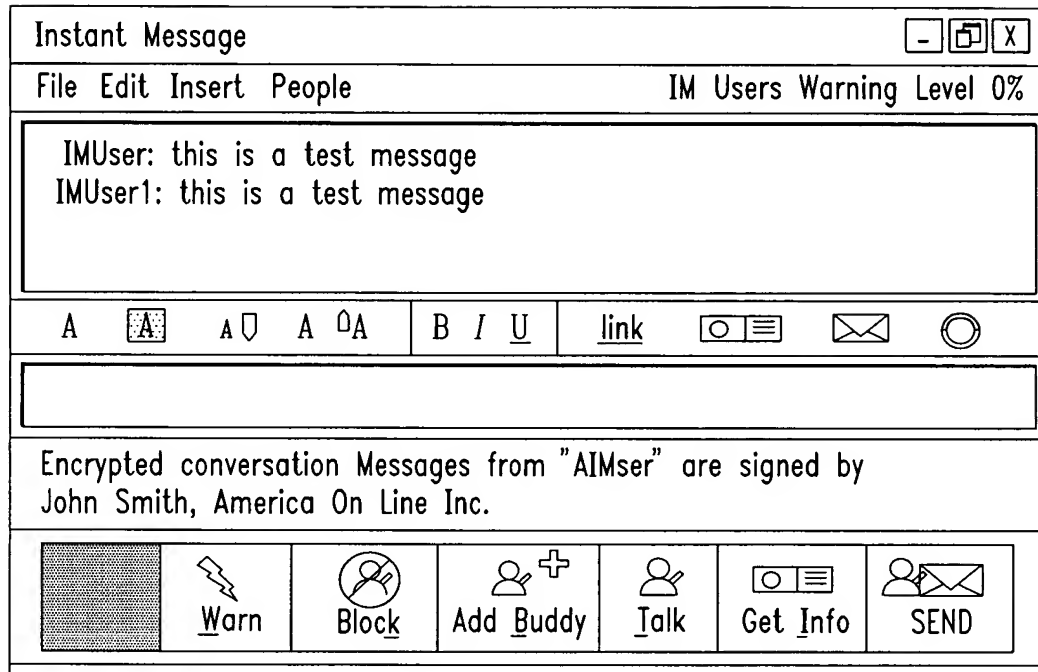 Instant Message - X
File Edit Insert People IM Users Warning Level 0%
IMUser: this is a test message
IMUser1: this is a test message
A A A A A B I U link
Encrypted conversation Messages from "AIMser" are signed by
John Smith, America On Line Inc.
Warn Block Add Buddy Talk Get Info SEND